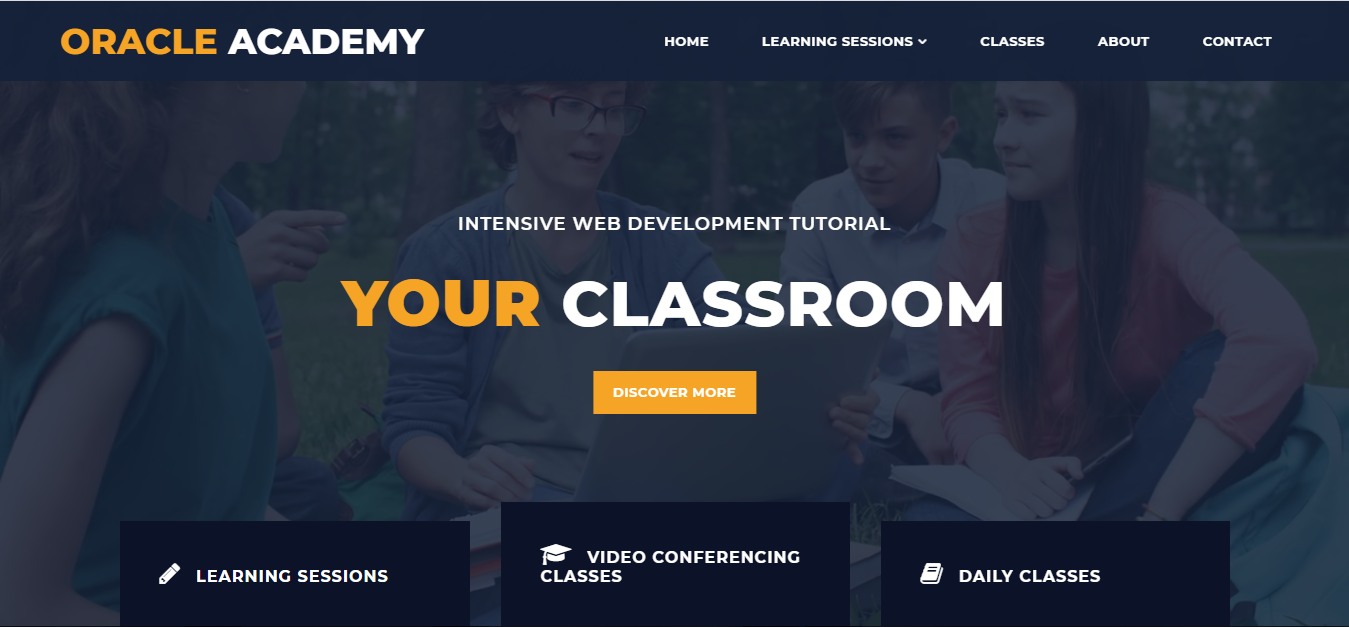 ORACLE ACADEMY
HOME LEARNING SESSIONS CLASSES ABOUT CONTACT
INTENSIVE WEB DEVELOPMENT TUTORIAL
YOUR CLASSROOM
DISCOVER MORE
LEARNING SESSIONS
VIDEO CONFERENCING
CLASSES
DAILY CLASSES